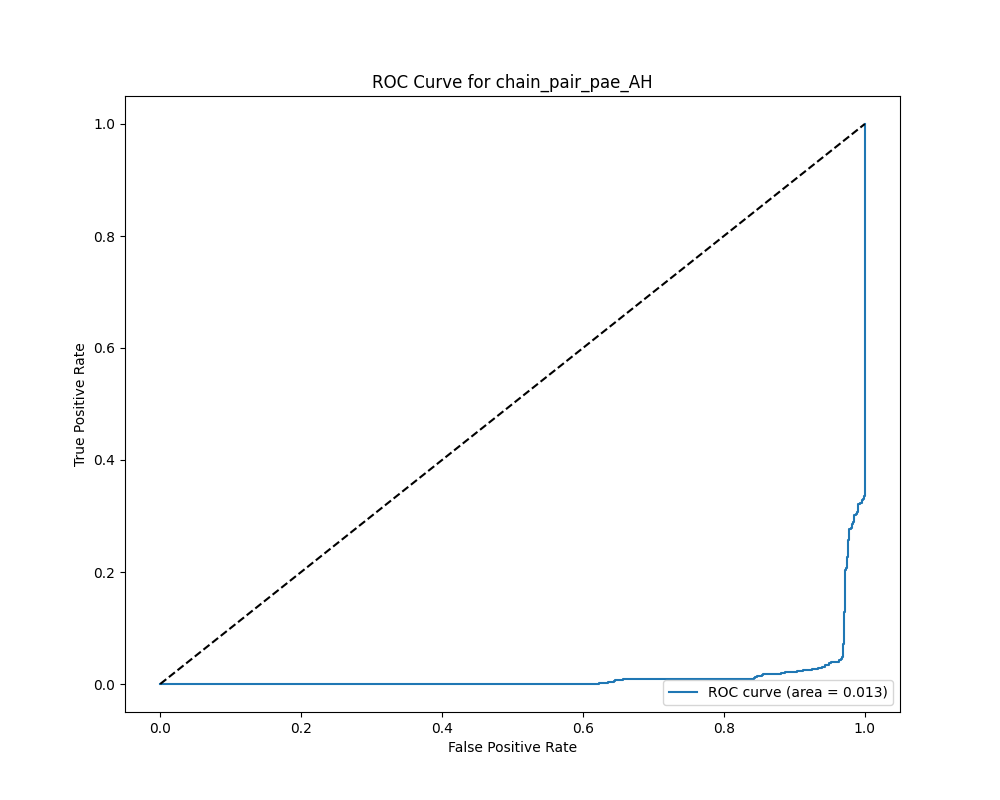 ROC Curve for chain_pair_pae_AH
1.0
0.8
0.6
0.4
0.2
0.0
True Positive Rate
ROC curve (area = 0.013)
0.0 0.2 0.4 0.6 0.8 1.0
False Positive Rate